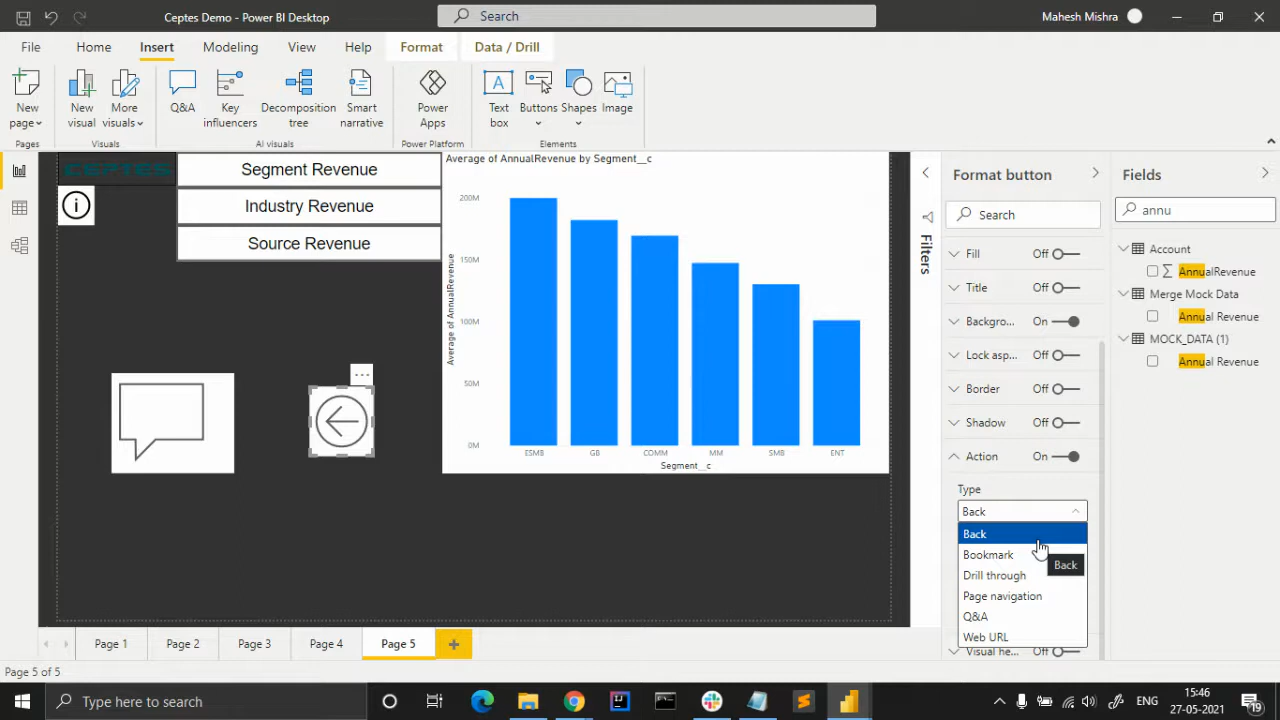 Ceptes Demo - Power BI Desktop
Search
Mahesh Mishra
File
Home
Insert
Modeling
View
Help
Format
Data / Drill
New page
New visual
More visuals
Q&A
Key influencers
Decomposition tree
Smart narrative
Power Apps
Text box
Buttons
Shapes
Image
Pages
Visuals
AI visuals
Power Platform
Elements
CEPTES
Segment Revenue
Industry Revenue
Source Revenue
Average of AnnualRevenue by Segment__c
Average of AnnualRevenue
200M
150M
100M
50M
0M
ESMB
GB
COMM
MM
SMB
ENT
Segment__c
Filters
Format button
Search
Fill
Off
Title
Off
Backgro...
On
Lock asp...
Off
Border
Off
Shadow
Off
Action
On
Type
Back
Back
Bookmark
Back
Drill through
Page navigation
Q&A
Web URL
Visual he...
Off
Fields
annu
Account
AnnualRevenue
Merge Mock Data
Annual Revenue
MOCK_DATA (1)
Annual Revenue
Page 1
Page 2
Page 3
Page 4
Page 5
Page 5 of 5
Type here to search
ENG
15:46
27-05-2021
19